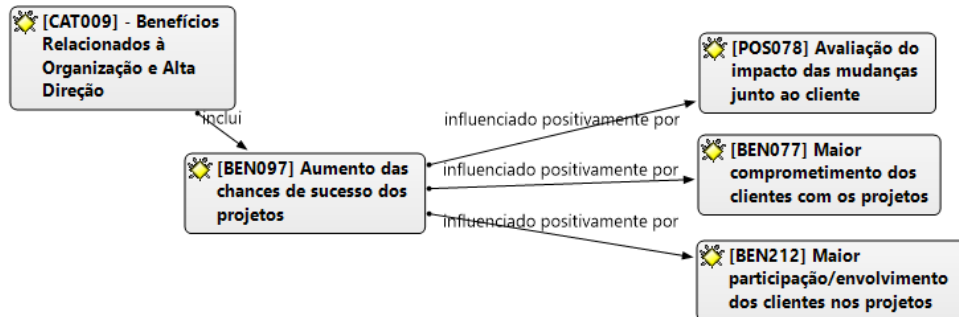 [CAT009] - Benefícios
Relacionados à
Organização e Alta
Direção
inclui
[BEN097] Aumento das
chances de sucesso dos
projetos
influenciado positivamente por
influenciado positivamente por
influenciado positivamente por
[POS078] Avaliação do
impacto das mudanças
junto ao cliente
[BEN077] Maior
comprometimento dos
clientes com os projetos
[BEN212] Maior
participação/envolvimento
dos clientes nos projetos